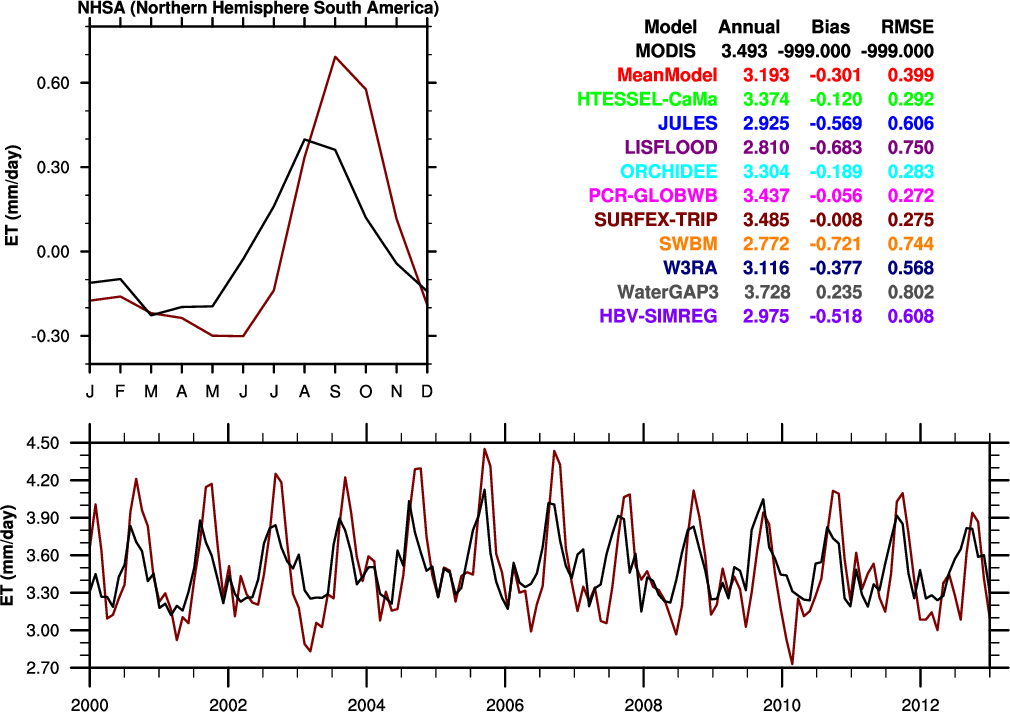 NHSA (Northern Hemisphere South America)
ET (mm/day)
0.60
0.30
0.00
-0.30
J F M A M J J A S O N D
Model Annual Bias RMSE
MODIS 3.493 -999.000 -999.000
MeanModel 3.193 -0.301 0.399
HTESSEL-CaMa 3.374 -0.120 0.292
JULES 2.925 -0.569 0.606
LISFLOOD 2.810 -0.683 0.750
ORCHIDEE 3.304 -0.189 0.283
PCR-GLOBWB 3.437 -0.056 0.272
SURFEX-TRIP 3.485 -0.008 0.275
SWBM 2.772 -0.721 0.744
W3RA 3.116 -0.377 0.568
WaterGAP3 3.728 0.235 0.802
HBV-SIMREG 2.975 -0.518 0.608
ET (mm/day)
4.50
4.20
3.90
3.60
3.30
3.00
2.70
2000 2002 2004 2006 2008 2010 2012